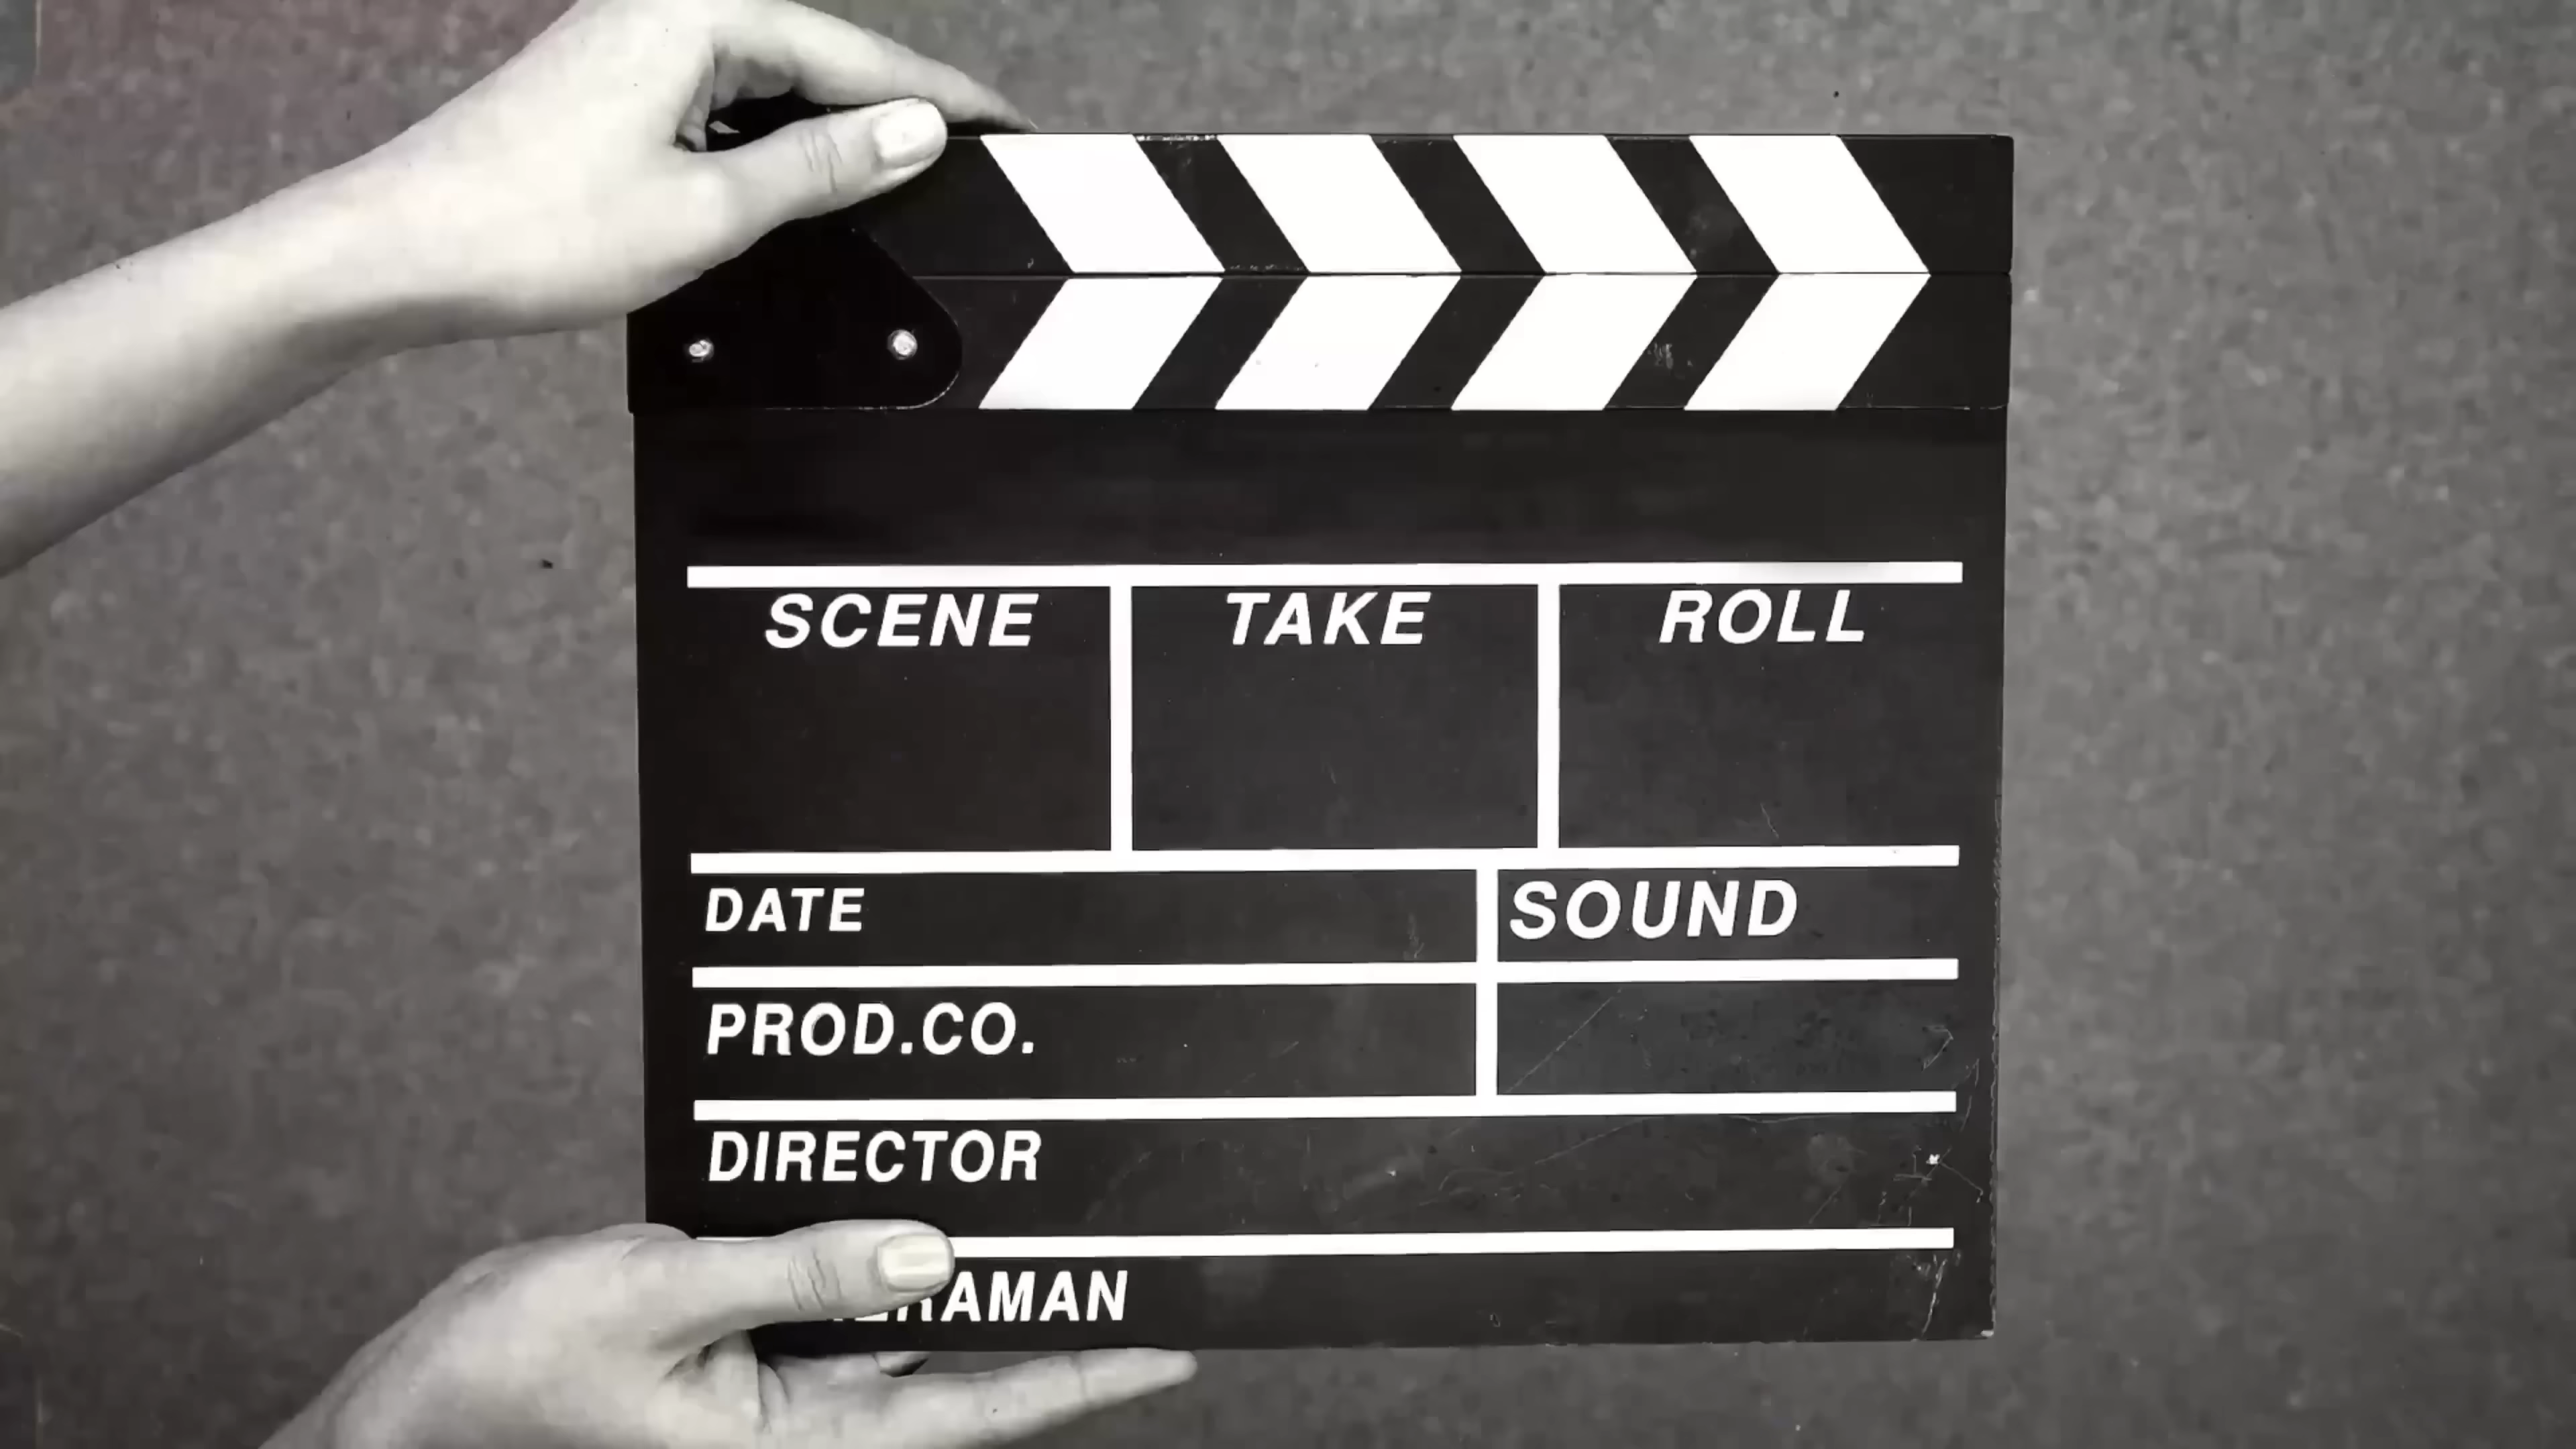 SCENE TAKE ROLL
DATE SOUND
PROD.CO.
DIRECTOR